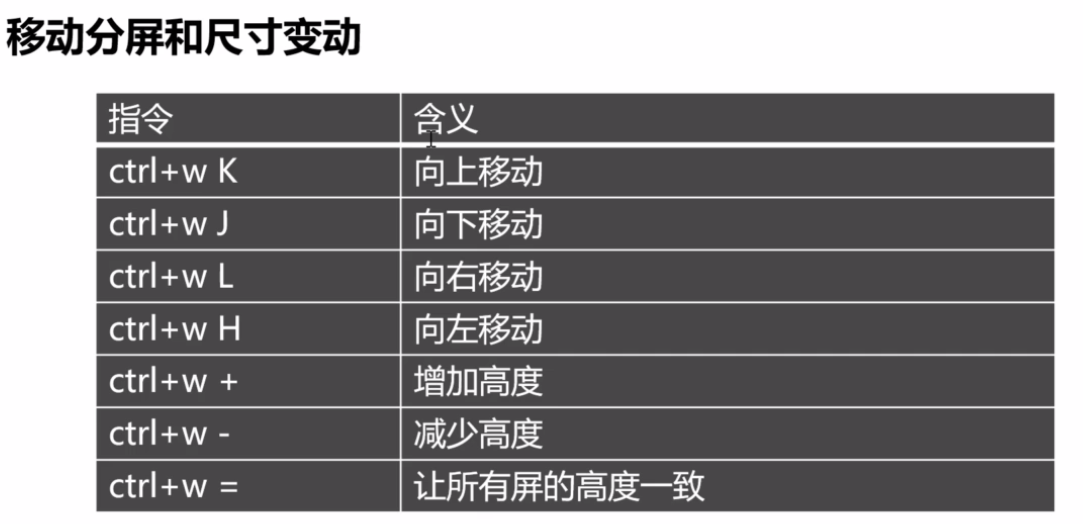 移动分屏和尺寸变动
指令 含义
ctrl+w K 向上移动
ctrl+w J 向下移动
ctrl+w L 向右移动
ctrl+w H 向左移动
ctrl+w + 增加高度
ctrl+w - 减少高度
ctrl+w = 让所有屏的高度一致